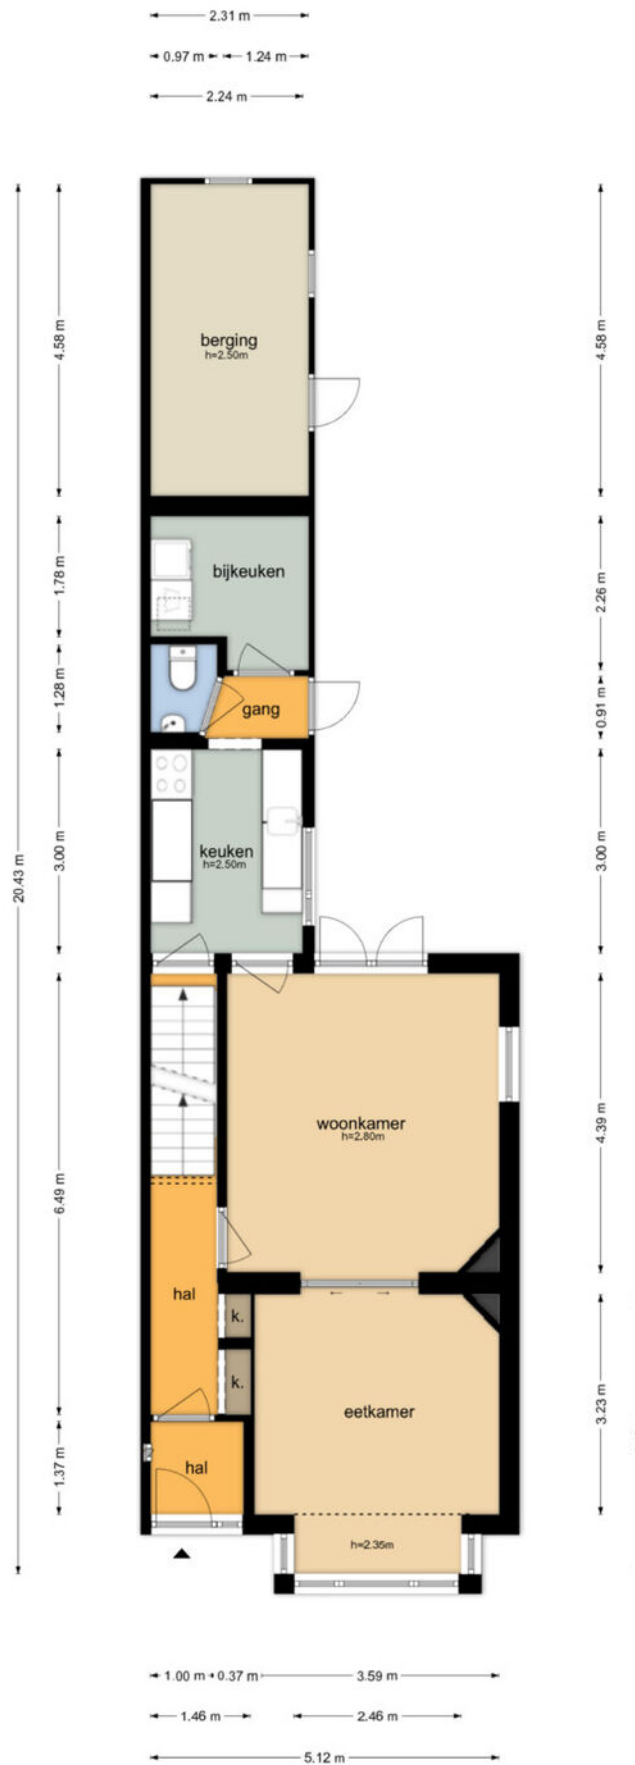 2.31 m
0.97 m
1.24 m
2.24 m
4.58 m
4.58 m
berging
h=2.50m
1.78 m
bijkeuken
2.26 m
1.28 m
gang
0.91 m
20.43 m
3.00 m
keuken
h=2.50m
3.00 m
woonkamer
h=2.80m
4.39 m
6.49 m
hal
k.
k.
eetkamer
3.23 m
1.37 m
hal
h=2.35m
1.00 m
0.37 m
3.59 m
1.46 m
2.46 m
5.12 m